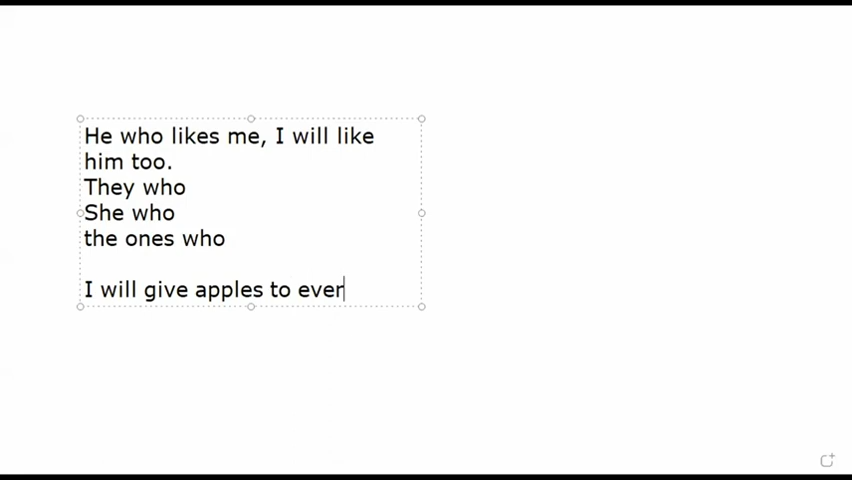 He who likes me, I will like
him too.
They who
She who
the ones who
I will give apples to ever